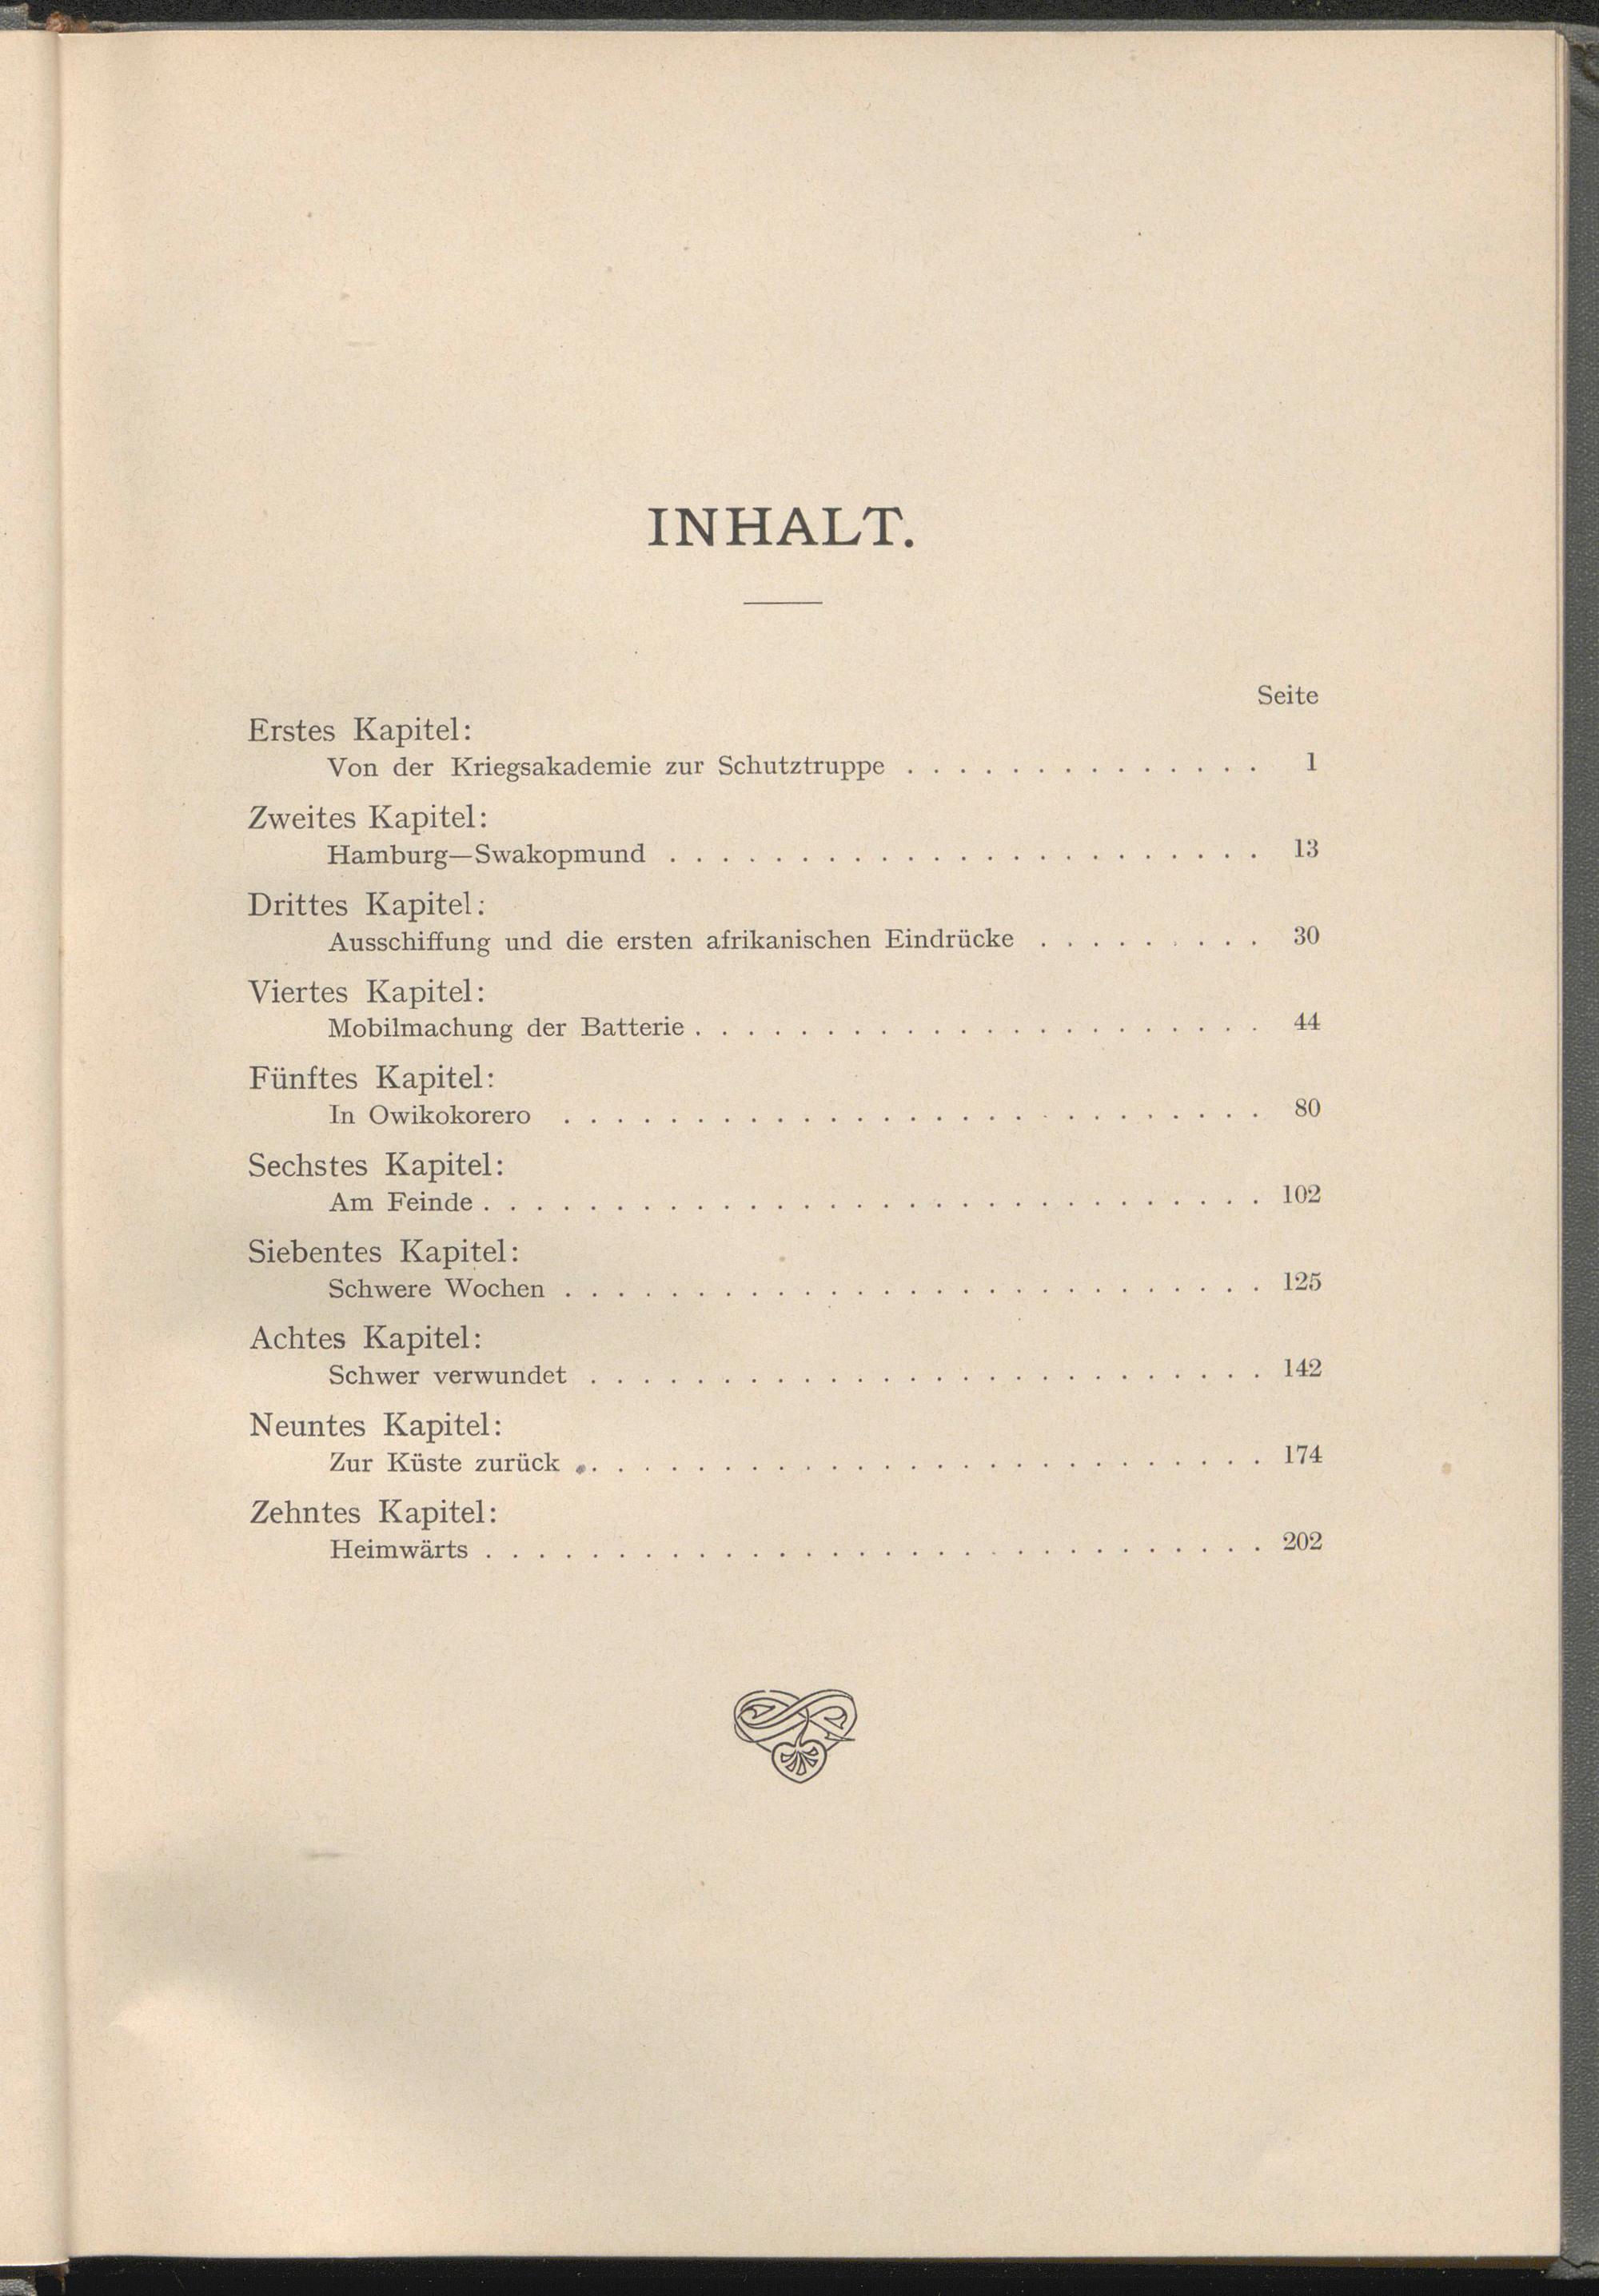 INHALT.
Seite
Erstes Kapitel:
Von der Kriegsakademie zur Schutztruppe . . . . . . . . . . . . . . 1
Zweites Kapitel:
Hamburg—Swakopmund . . . . . . . . . . . . . . . . . . . . . . . 13
Drittes Kapitel:
Ausschiffung und die ersten afrikanischen Eindrücke . . . . . . . . . 30
Viertes Kapitel:
Mobilmachung der Batterie . . . . . . . . . . . . . . . . . . . . . . 44
Fünftes Kapitel:
In Owikokorero . . . . . . . . . . . . . . . . . . . . . . . . . . . 80
Sechstes Kapitel:
Am Feinde . . . . . . . . . . . . . . . . . . . . . . . . . . . . . . 102
Siebentes Kapitel:
Schwere Wochen . . . . . . . . . . . . . . . . . . . . . . . . . . . 125
Achtes Kapitel:
Schwer verwundet . . . . . . . . . . . . . . . . . . . . . . . . . . 142
Neuntes Kapitel:
Zur Küste zurück . . . . . . . . . . . . . . . . . . . . . . . . . . . 174
Zehntes Kapitel:
Heimwärts . . . . . . . . . . . . . . . . . . . . . . . . . . . . . . 202